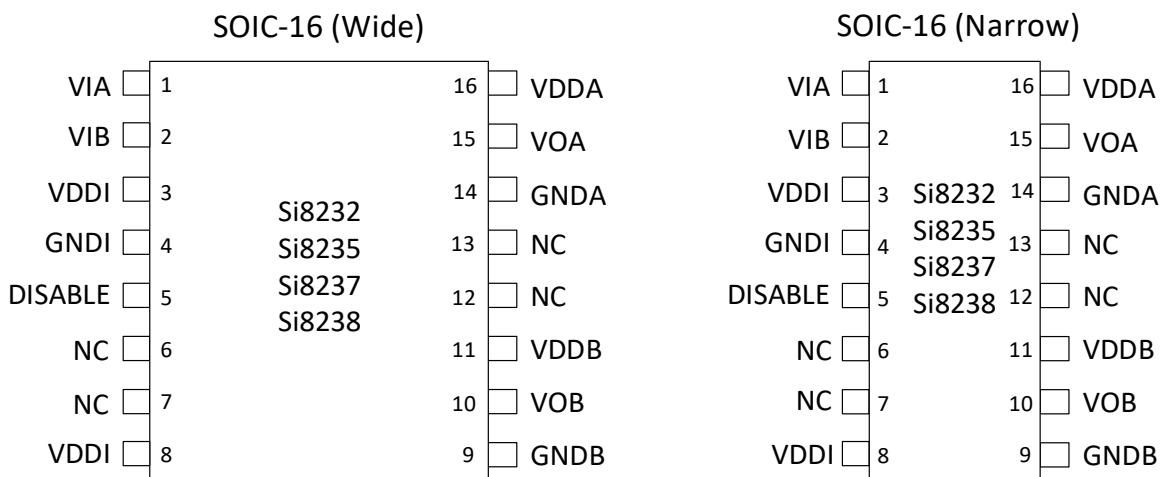 SOIC-16 (Wide)
VIA 1 16 VDDA
VIB 2 15 VOA
VDDI 3 14 GNDA
GNDI 4 13 NC
DISABLE 5 12 NC
NC 6 11 VDDB
NC 7 10 VOB
VDDI 8 9 GNDB
Si8232
Si8235
Si8237
Si8238
SOIC-16 (Narrow)
VIA 1 16 VDDA
VIB 2 15 VOA
VDDI 3 14 GNDA
GNDI 4 13 NC
DISABLE 5 12 NC
NC 6 11 VDDB
NC 7 10 VOB
VDDI 8 9 GNDB
Si8232
Si8235
Si8237
Si8238